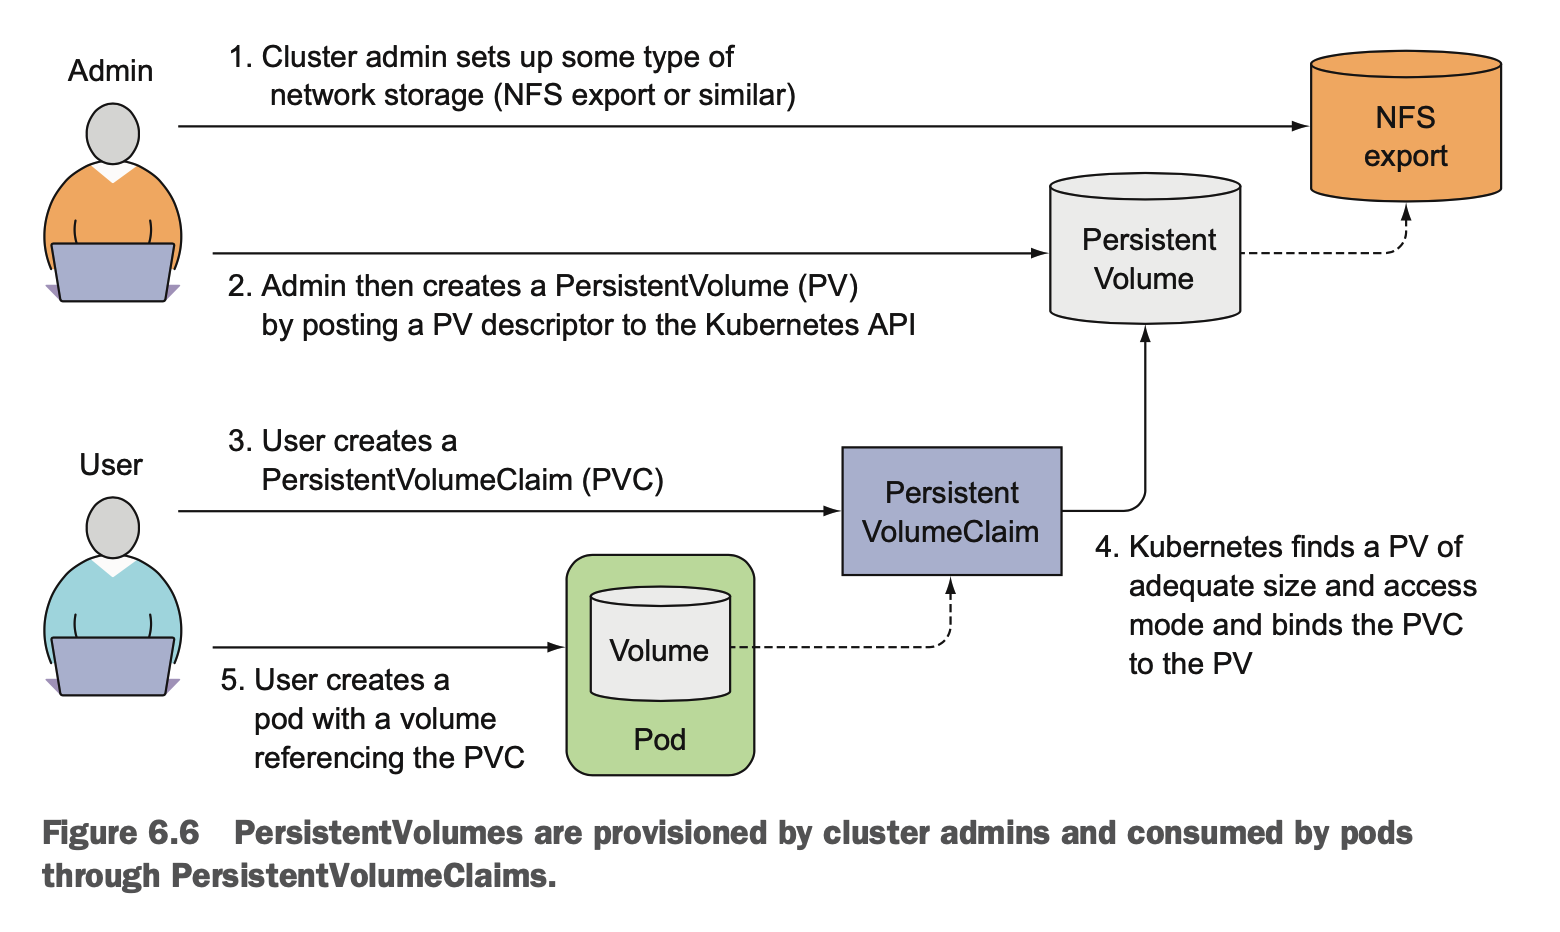 Admin
1. Cluster admin sets up some type of
network storage (NFS export or similar)
NFS
export
Persistent
Volume
2. Admin then creates a PersistentVolume (PV)
by posting a PV descriptor to the Kubernetes API
User
3. User creates a
PersistentVolumeClaim (PVC)
Persistent
VolumeClaim
4. Kubernetes finds a PV of
adequate size and access
mode and binds the PVC
to the PV
Volume
Pod
5. User creates a
pod with a volume
referencing the PVC
Figure 6.6 PersistentVolumes are provisioned by cluster admins and consumed by pods
through PersistentVolumeClaims.